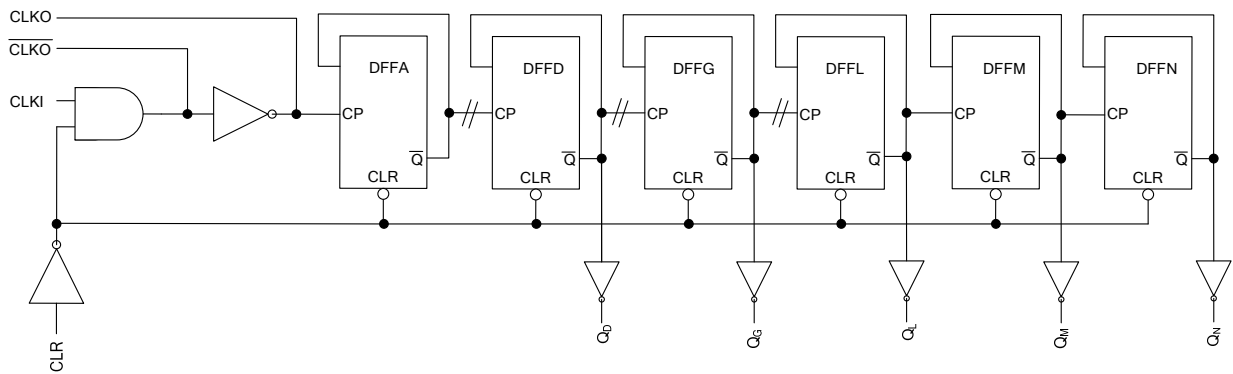 CLKO
C̅L̅K̅O̅
CLKI
DFFA
DFFD
DFFG
DFFL
DFFM
DFFN
CP
CP
CP
CP
CP
CP
Q̅
Q̅
Q̅
Q̅
Q̅
Q̅
CLR
CLR
CLR
CLR
CLR
CLR
CLR
QD
QG
QL
QM
QN